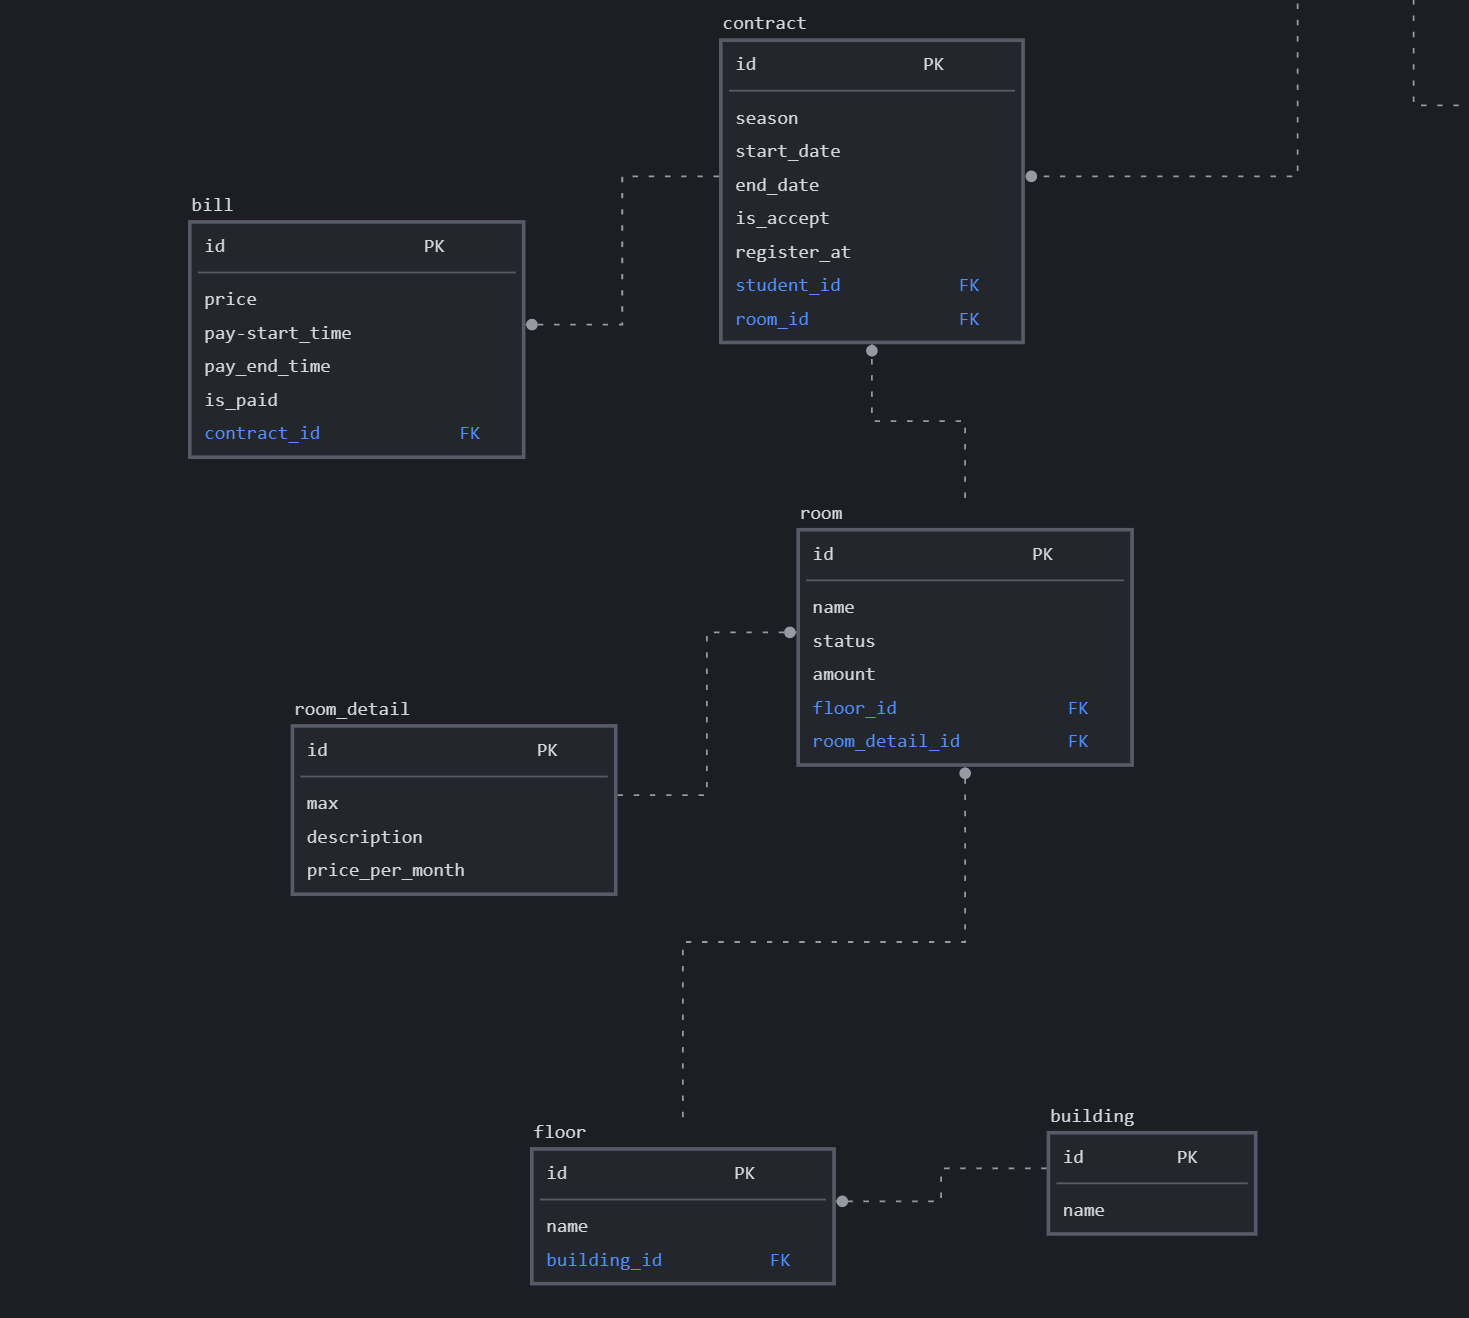 contract
id PK
season
start_date
end_date
is_accept
register_at
student_id FK
room_id FK
bill
id PK
price
pay-start_time
pay_end_time
is_paid
contract_id FK
room
id PK
name
status
amount
floor_id FK
room_detail_id FK
room_detail
id PK
max
description
price_per_month
floor
id PK
name
building_id FK
building
id PK
name